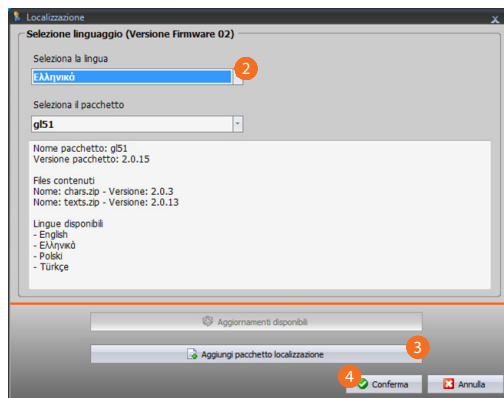 Localizzazione
x
Selezione linguaggio (Versione Firmware 02)
Seleziona la lingua
Ελληνικά
2
Seleziona il pacchetto
gl51
Nome pacchetto: gl51
Versione pacchetto: 2.0.15
Files contenuti
Nome: chars.zip - Versione: 2.0.3
Nome: texts.zip - Versione: 2.0.13
Lingue disponibili
- English
- Ελληνικά
- Polski
- Türkçe
Aggiornamenti disponibili
Aggiungi pacchetto localizzazione
3
4
Conferma
Annulla